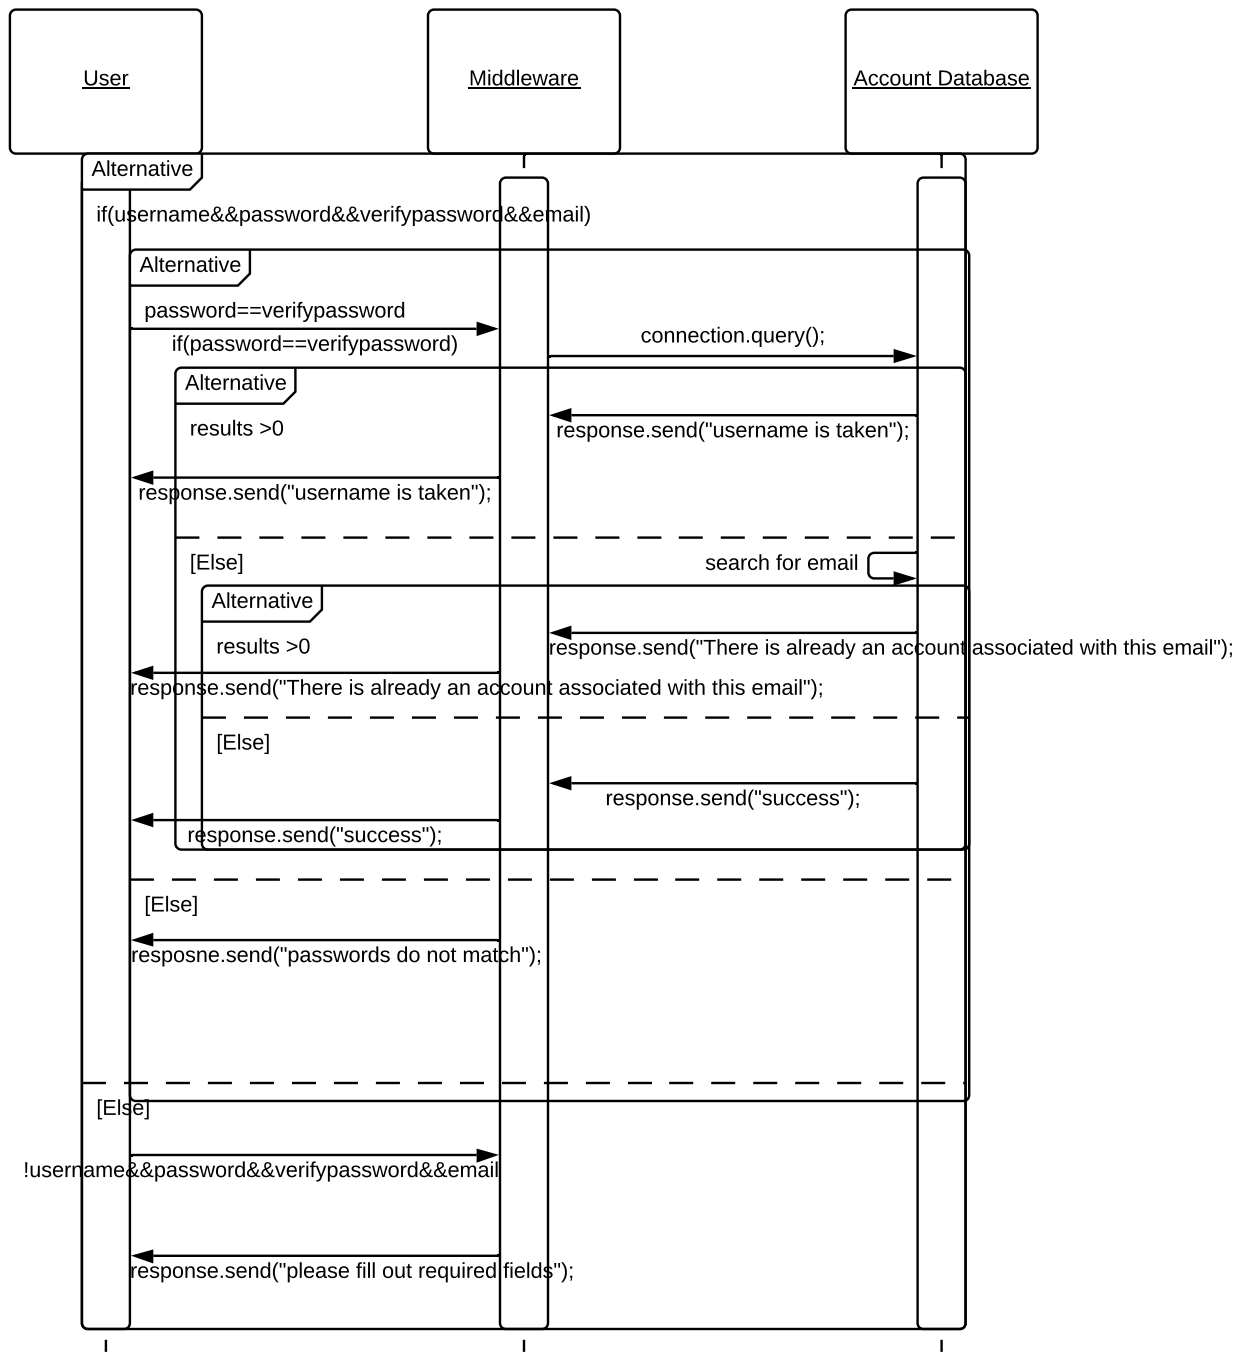 User
Middleware
Account Database
Alternative
if(username&&password&&verifypassword&&email)
Alternative
password==verifypassword
if(password==verifypassword)
connection.query();
Alternative
results >0
response.send("username is taken");
response.send("username is taken");
[Else]
search for email
Alternative
results >0
response.send("There is already an account associated with this email");
response.send("There is already an account associated with this email");
[Else]
response.send("success");
response.send("success");
[Else]
resposne.send("passwords do not match");
[Else]
!username&&password&&verifypassword&&email
response.send("please fill out required fields");